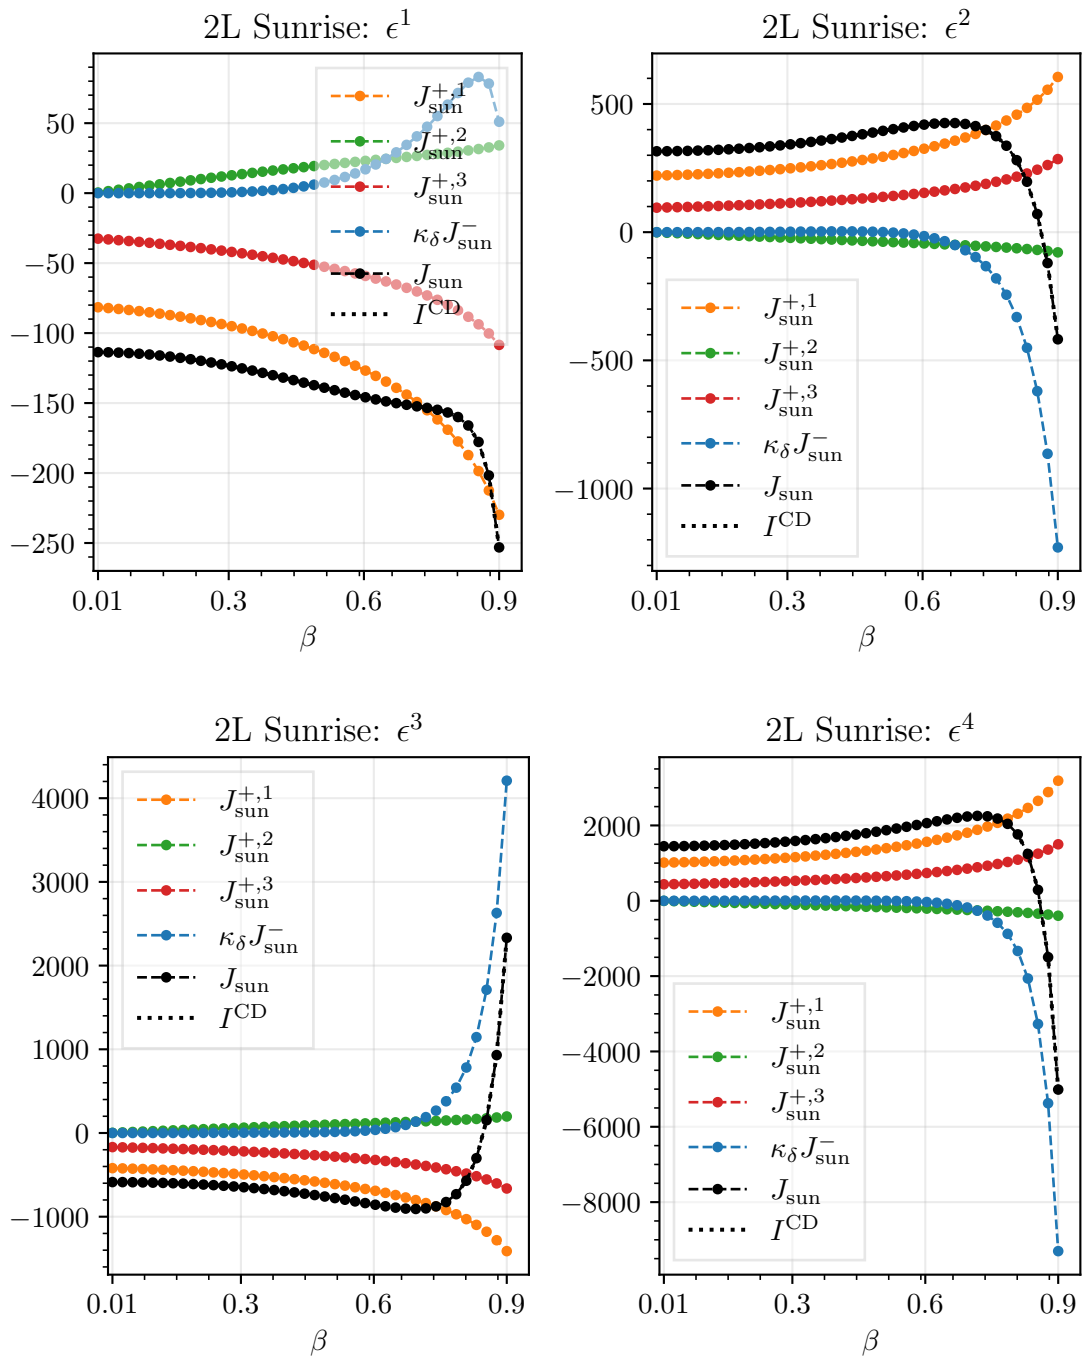 2L Sunrise: ϵ^1
50
0
−50
−100
−150
−200
−250
J_sun^{+,1}
J_sun^{+,2}
J_sun^{+,3}
κ_δ J_sun^−
J_sun
I^CD
0.01 0.3 0.6 0.9
β
2L Sunrise: ϵ^2
500
0
−500
−1000
J_sun^{+,1}
J_sun^{+,2}
J_sun^{+,3}
κ_δ J_sun^−
J_sun
I^CD
0.01 0.3 0.6 0.9
β
2L Sunrise: ϵ^3
4000
3000
2000
1000
0
−1000
J_sun^{+,1}
J_sun^{+,2}
J_sun^{+,3}
κ_δ J_sun^−
J_sun
I^CD
0.01 0.3 0.6 0.9
β
2L Sunrise: ϵ^4
2000
0
−2000
−4000
−6000
−8000
J_sun^{+,1}
J_sun^{+,2}
J_sun^{+,3}
κ_δ J_sun^−
J_sun
I^CD
0.01 0.3 0.6 0.9
β